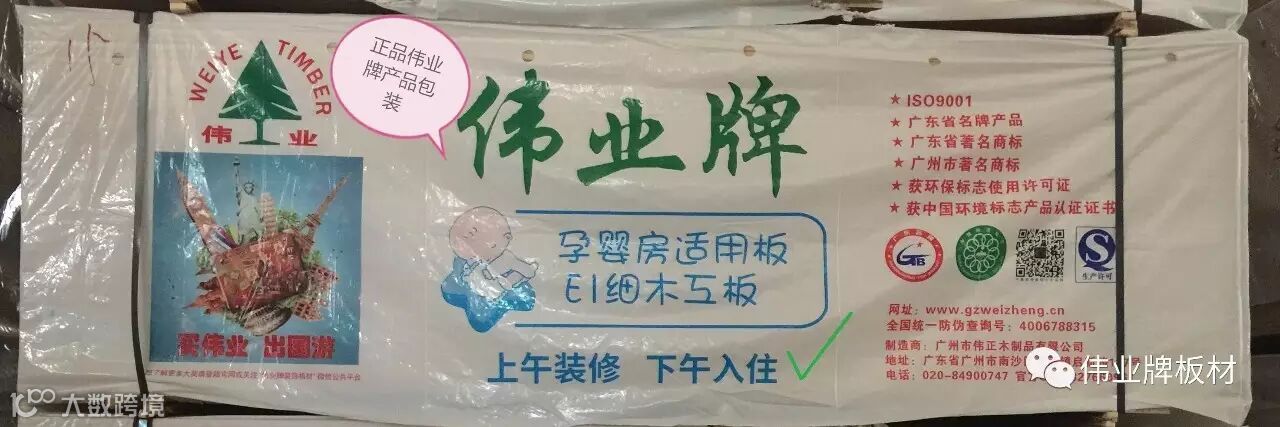 小
WEIYE TIMBER
伟 业
正品伟业
牌产品包
装
伟业牌
孕婴房适用板
E1细木工板
上午装修 下午入住
买伟业 出国游
★ ISO9001
★ 广东省名牌产品
★ 广东省著名商标
★ 广州市著名商标
★ 获环保标志使用许可证
★ 获中国环境标志产品认证证书
生产许可
网址：www.gzweizheng.cn
全国统一防伪查询号：4006788315
制造商：广州市伟正木制品有限公司
地址：广东省广州市南沙
电话：020-84900747
伟业牌板材
大数跨境